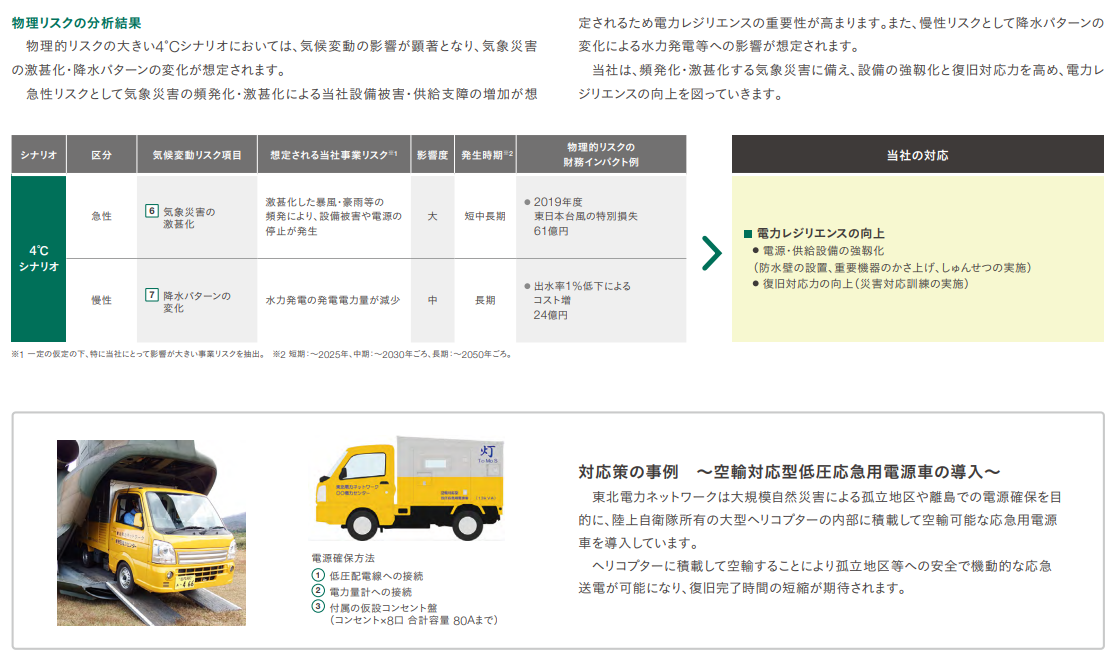 物理リスクの分析結果
物理的リスクの大きい4℃シナリオにおいては、気候変動の影響が顕著となり、気象災害
の激甚化・降水パターンの変化が想定されます。
急性リスクとして気象災害の頻発化・激甚化による当社設備被害・供給支障の増加が想
定されるため電力レジリエンスの重要性が高まります。また、慢性リスクとして降水パターンの
変化による水力発電等への影響が想定されます。
当社は、頻発化・激甚化する気象災害に備え、設備の強靱化と復旧対応力を高め、電力レ
ジリエンスの向上を図っていきます。
シナリオ 区分 気候変動リスク項目 想定される当社事業リスク※1 影響度 発生時期※2 物理的リスクの
財務インパクト例
当社の対応
4℃
シナリオ
急性
6 気象災害の
激甚化
激甚化した暴風・豪雨等の
頻発により、設備被害や電源の
停止が発生
大
短中長期
● 2019年度
東日本台風の特別損失
61億円
慢性
7 降水パターンの
変化
水力発電の発電電力量が減少
中
長期
● 出水率1%低下による
コスト増
24億円
■ 電力レジリエンスの向上
● 電源・供給設備の強靱化
（防水壁の設置、重要機器のかさ上げ、しゅんせつの実施）
● 復旧対応力の向上（災害対応訓練の実施）
※1 一定の仮定の下、特に当社にとって影響が大きい事業リスクを抽出。 ※2 短期：～2025年、中期：～2030年ごろ、長期：～2050年ごろ。
灯
東北電力ネットワーク
〇〇電力センター
電源確保方法
① 低圧配電線への接続
② 電力量計への接続
③ 付属の仮設コンセント盤
（コンセント×8口 合計容量 80Aまで）
対応策の事例 ～空輸対応型低圧応急用電源車の導入～
東北電力ネットワークは大規模自然災害による孤立地区や離島での電源確保を目
的に、陸上自衛隊所有の大型ヘリコプターの内部に積載して空輸可能な応急用電源
車を導入しています。
ヘリコプターに積載して空輸することにより孤立地区等への安全で機動的な応急
送電が可能になり、復旧完了時間の短縮が期待されます。